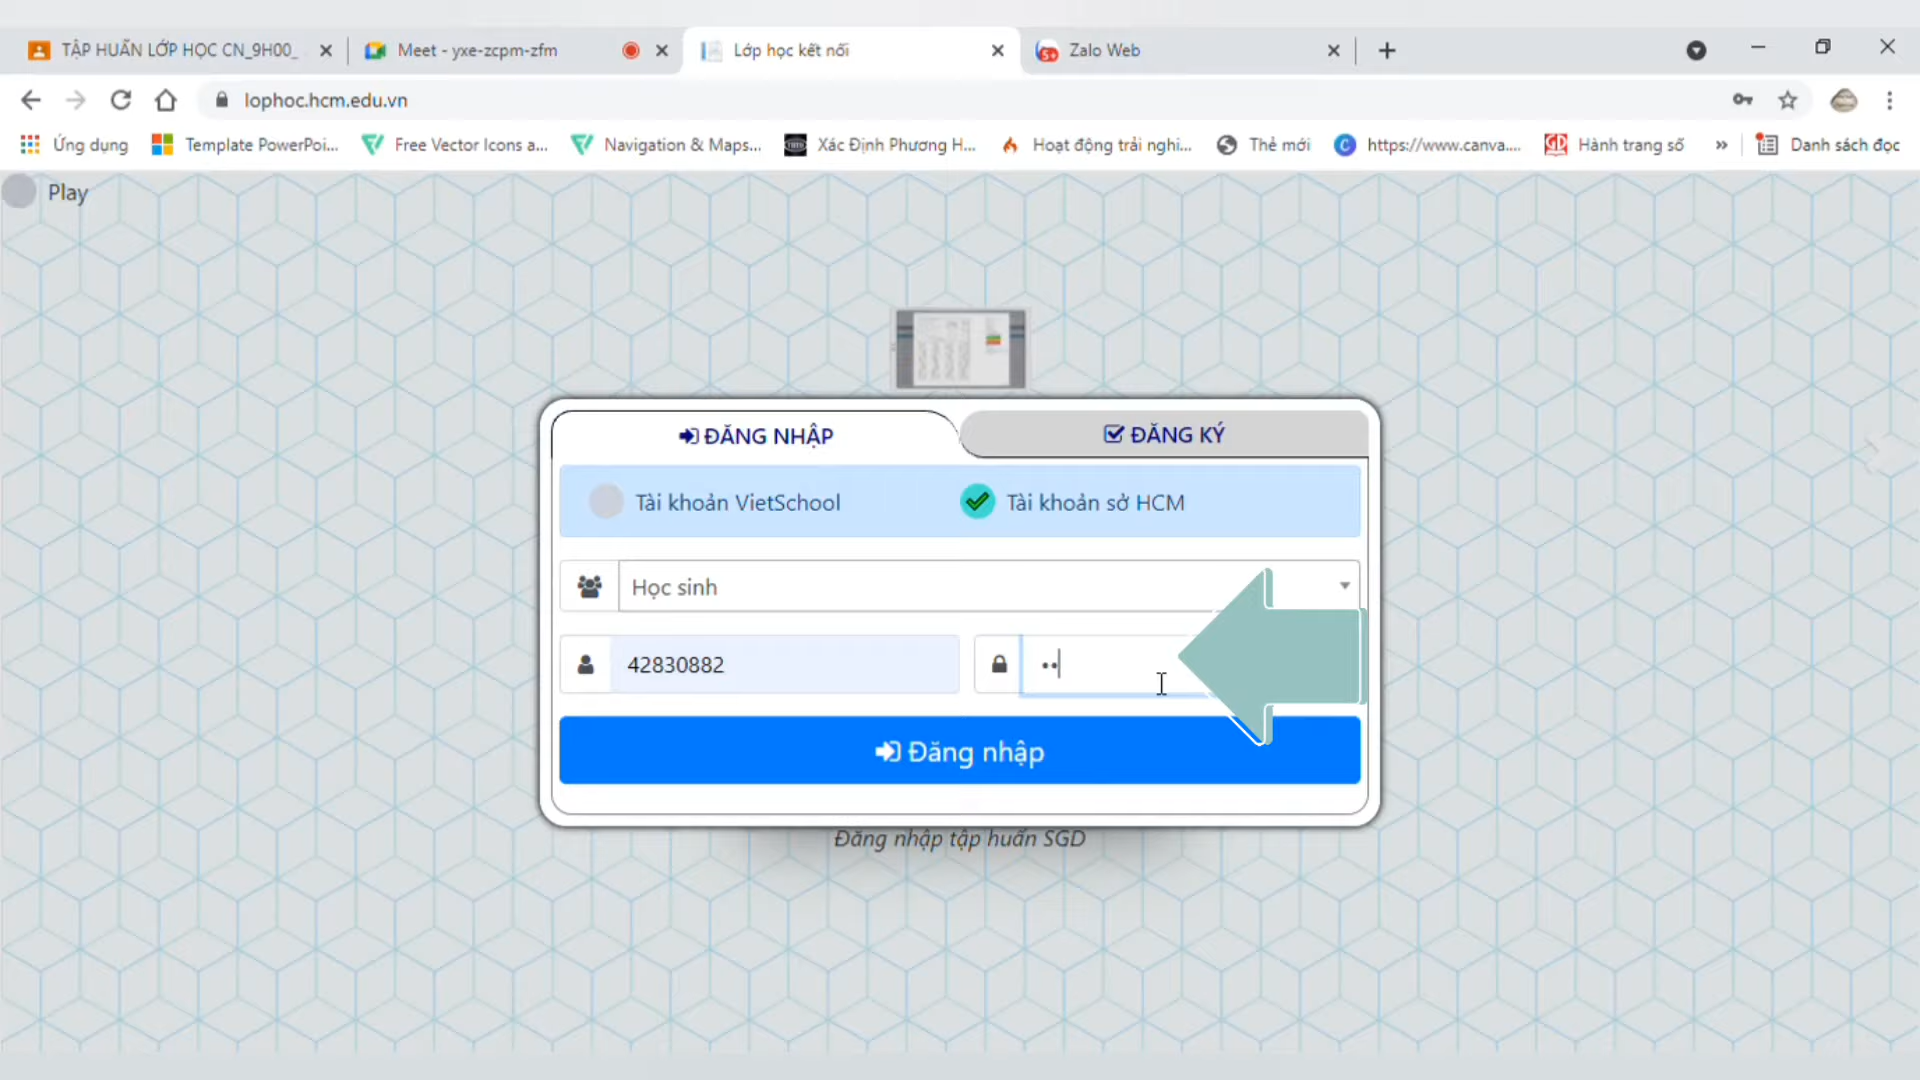 TẬP HUẤN LỚP HỌC CN_9H00_
Meet - yxe-zcpm-zfm
Lớp học kết nối
5+
Zalo Web
lophoc.hcm.edu.vn
Ứng dụng
Template PowerPoi...
Free Vector Icons a...
Navigation & Maps...
Xác Định Phương H...
Hoạt động trải nghi...
Thẻ mới
C
https://www.canva....
GD
Hành trang số
»
Danh sách đọc
Play
ĐĂNG NHẬP
ĐĂNG KÝ
Tài khoản VietSchool
Tài khoản sở HCM
Học sinh
42830882
••
Đăng nhập
Đăng nhập tập huấn SGD